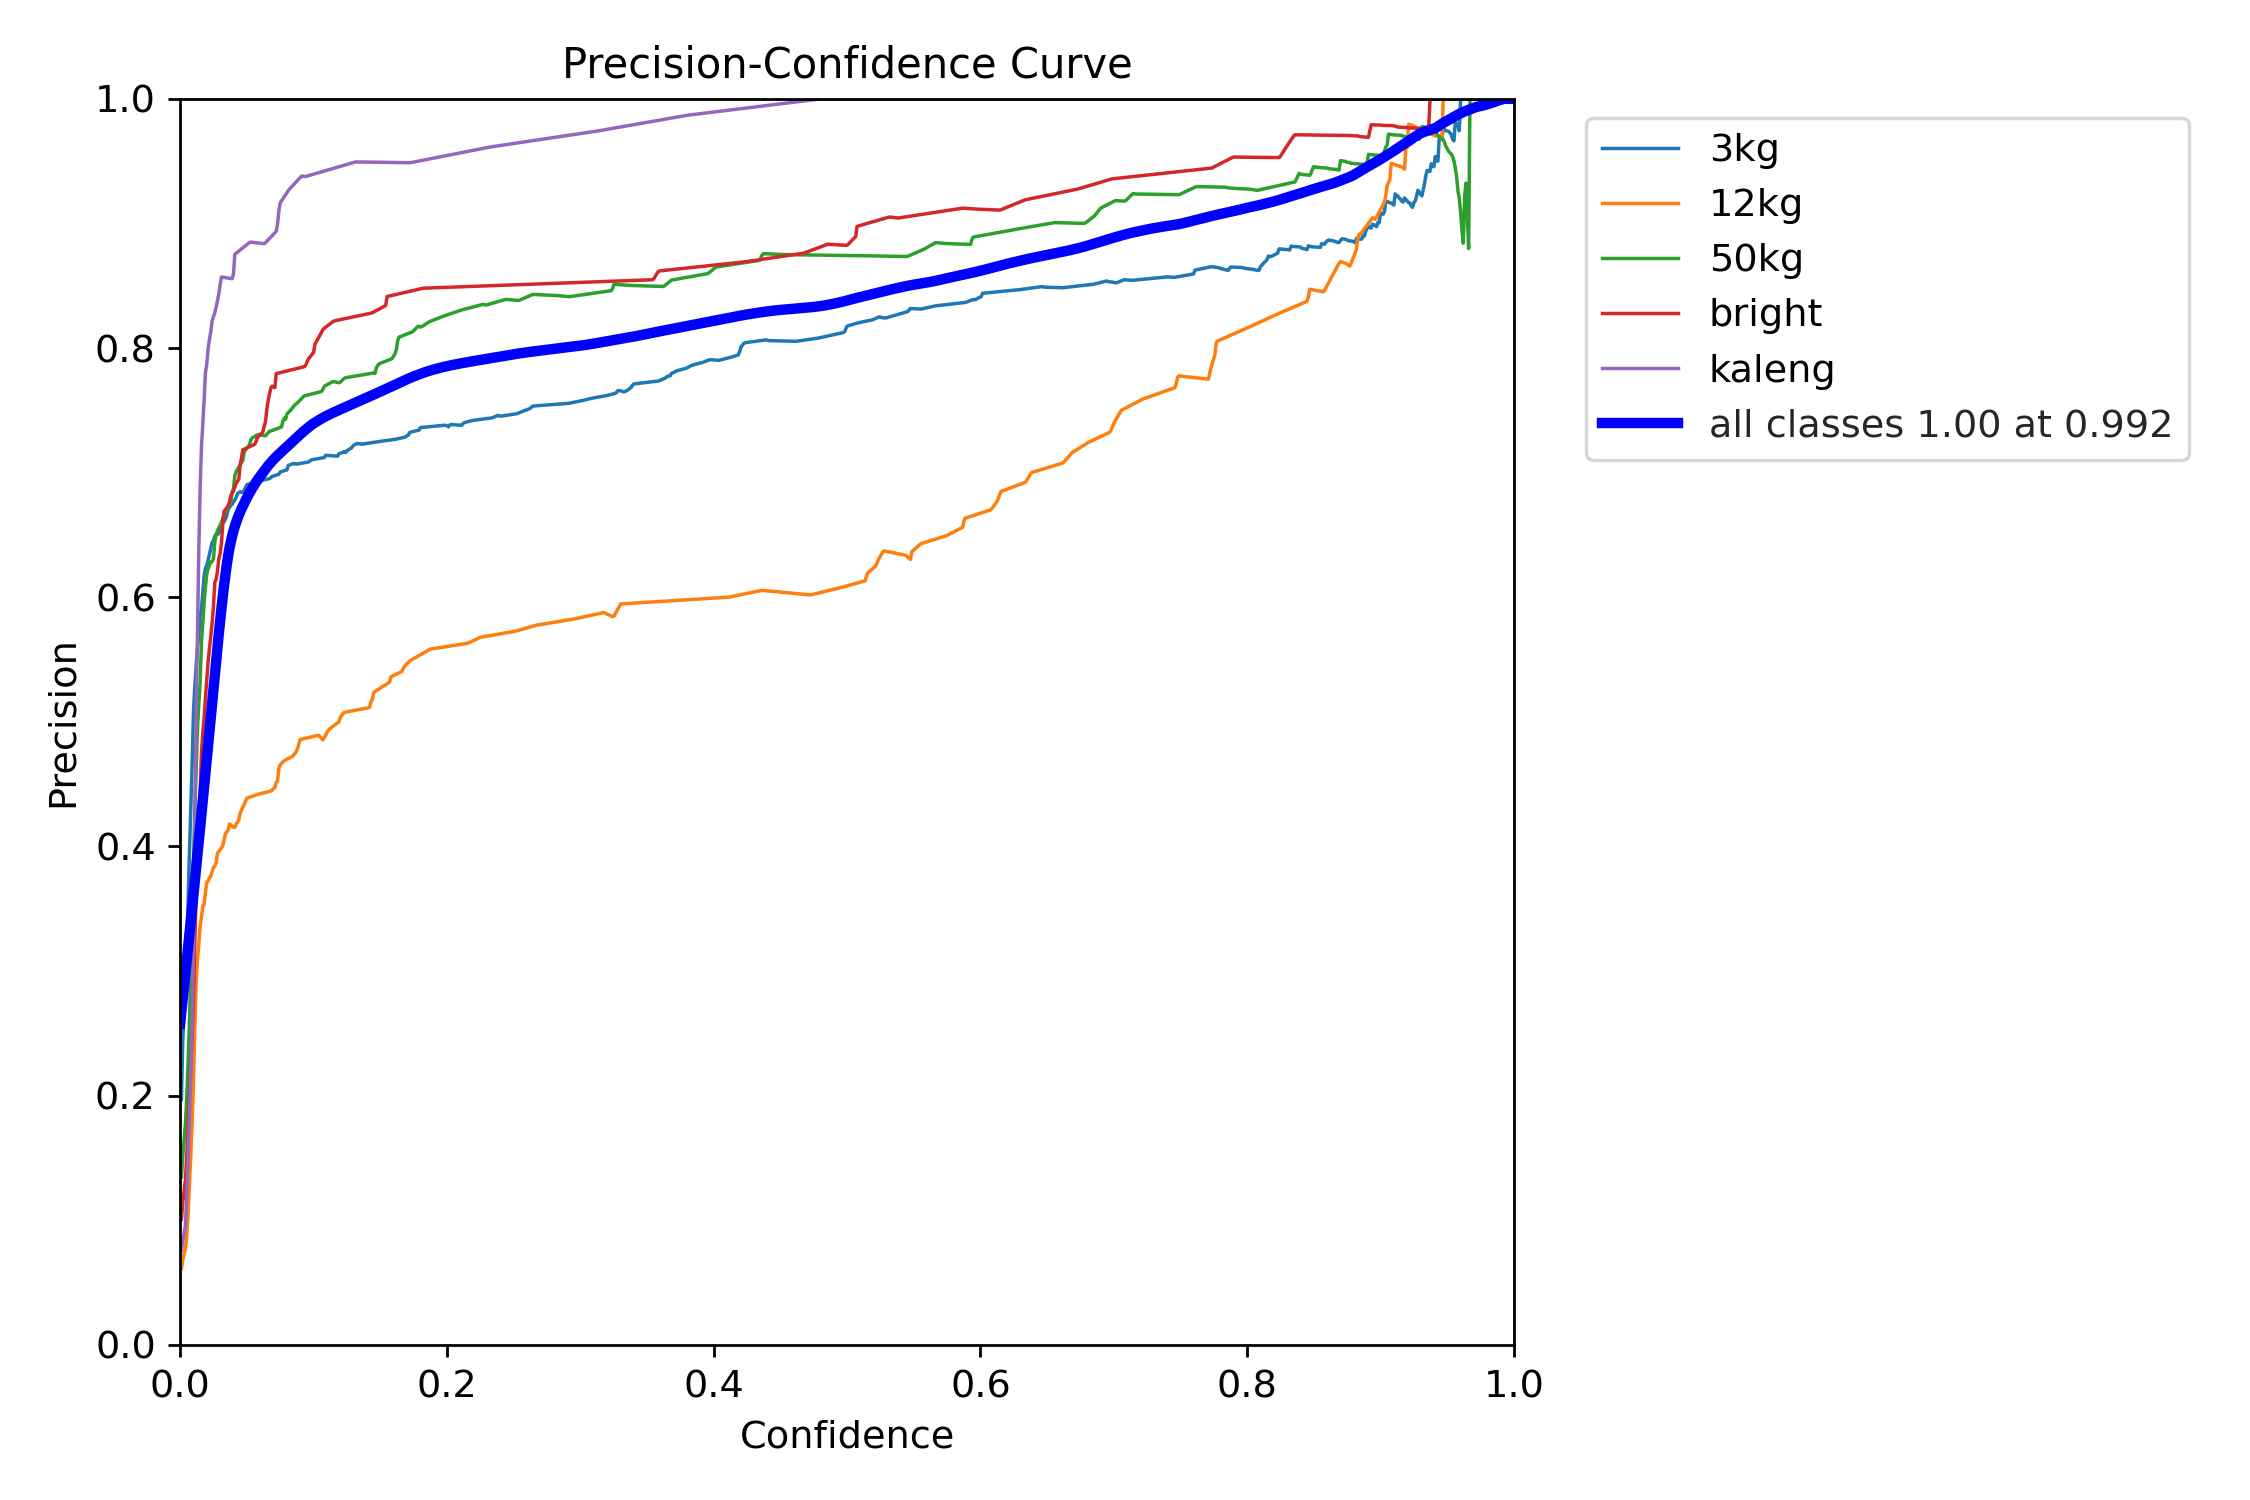 Precision-Confidence Curve
1.0
0.8
0.6
0.4
0.2
0.0
Precision
0.0 0.2 0.4 0.6 0.8 1.0
Confidence
3kg
12kg
50kg
bright
kaleng
all classes 1.00 at 0.992